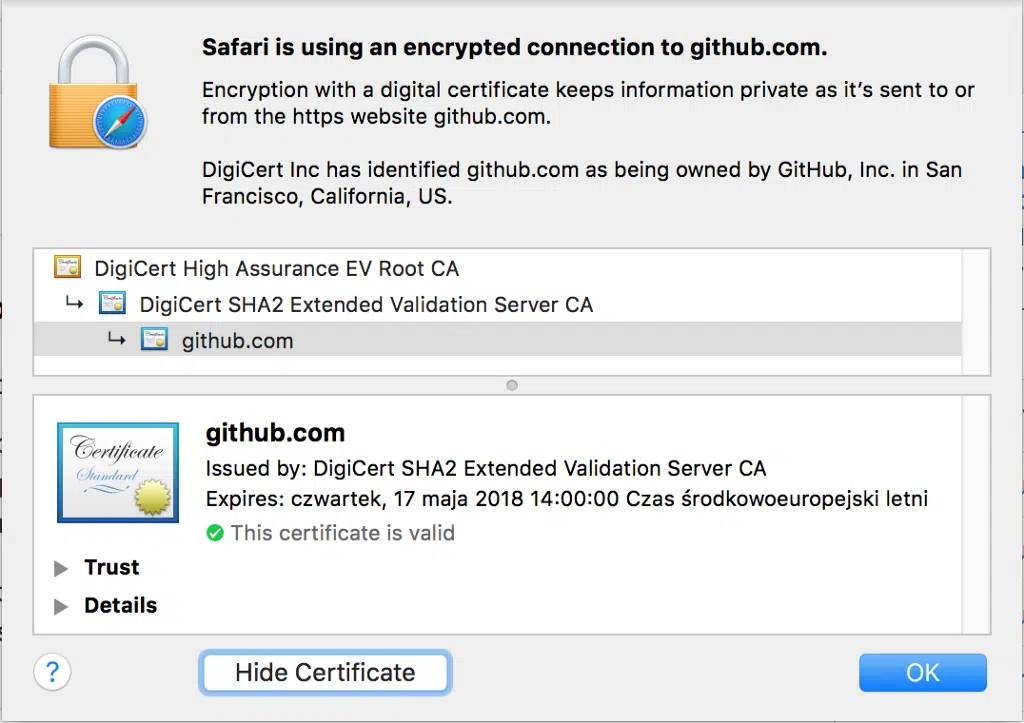 Safari is using an encrypted connection to github.com.
Encryption with a digital certificate keeps information private as it’s sent to or
from the https website github.com.
DigiCert Inc has identified github.com as being owned by GitHub, Inc. in San
Francisco, California, US.
DigiCert High Assurance EV Root CA
DigiCert SHA2 Extended Validation Server CA
github.com
Certificate
Standard
github.com
Issued by: DigiCert SHA2 Extended Validation Server CA
Expires: czwartek, 17 maja 2018 14:00:00 Czas środkowoeuropejski letni
This certificate is valid
Trust
Details
?
Hide Certificate
OK